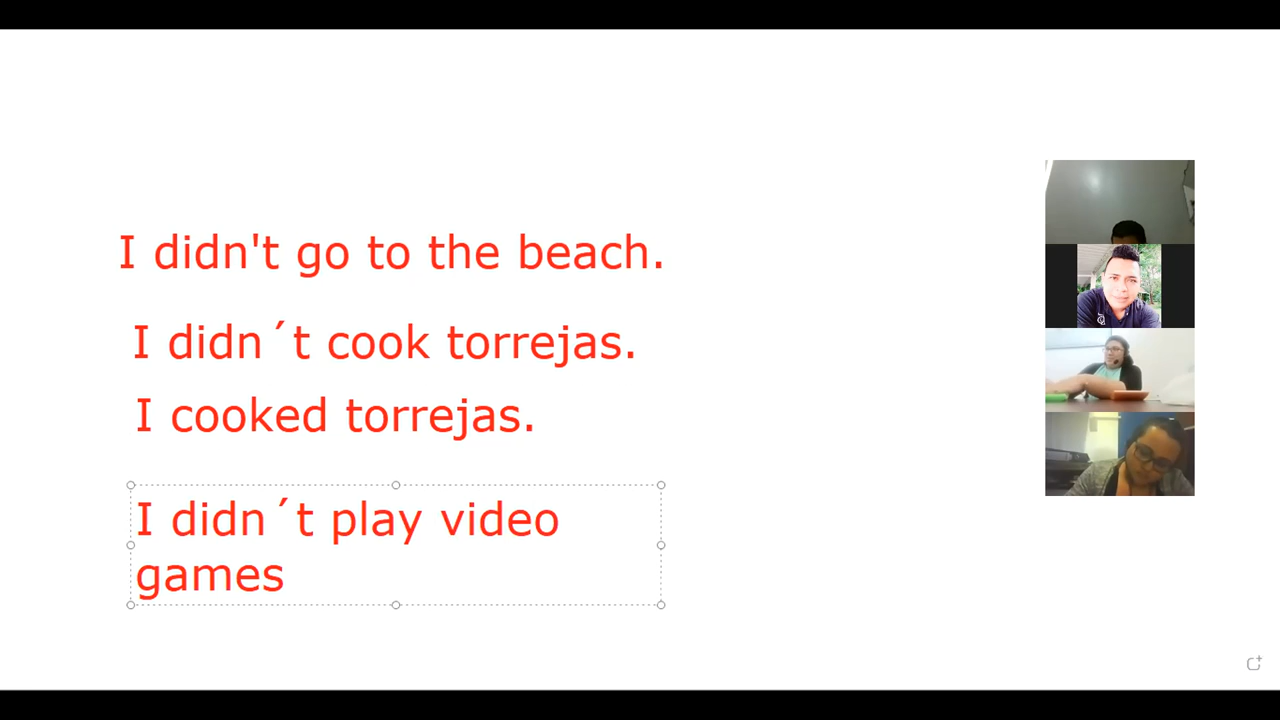 I didn't go to the beach.
I didn´t cook torrejas.
I cooked torrejas.
I didn´t play video
games